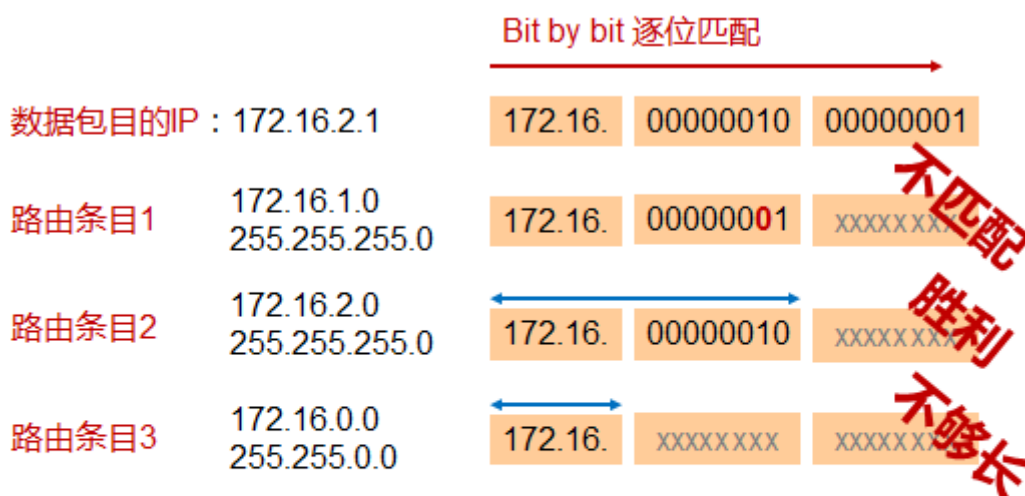 Bit by bit 逐位匹配
数据包目的IP：172.16.2.1 172.16. 00000010 00000001
路由条目1 172.16.1.0 255.255.255.0 172.16. 00000001 xxxxxxxx 不匹配
路由条目2 172.16.2.0 255.255.255.0 172.16. 00000010 xxxxxxxx 胜利
路由条目3 172.16.0.0 255.255.0.0 172.16. xxxxxxxx xxxxxxxx 不够长